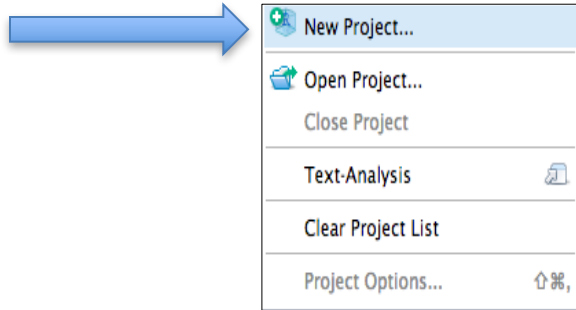 New Project...
Open Project...
Close Project
Text-Analysis
Clear Project List
Project Options... ⇧⌘,